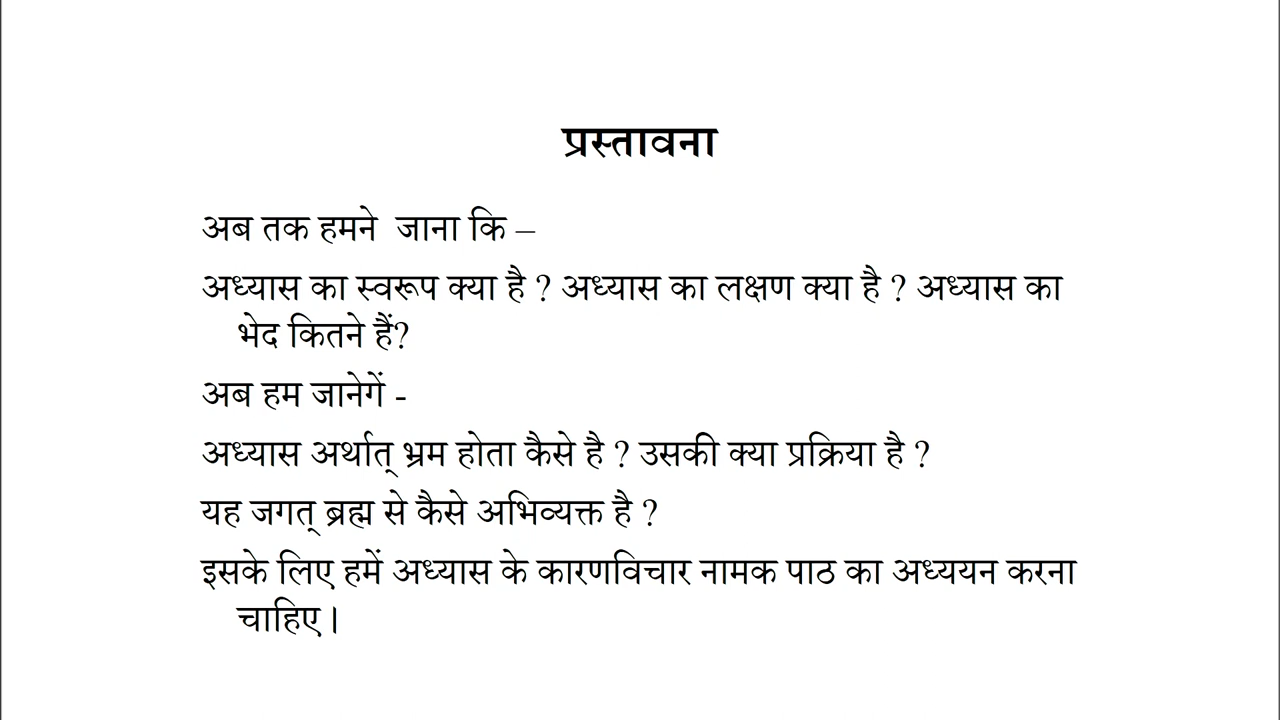 प्रस्तावना
अब तक हमने जाना कि –
अध्यास का स्वरूप क्या है ? अध्यास का लक्षण क्या है ? अध्यास का
भेद कितने हैं?
अब हम जानेगें -
अध्यास अर्थात् भ्रम होता कैसे है ? उसकी क्या प्रक्रिया है ?
यह जगत् ब्रह्म से कैसे अभिव्यक्त है ?
इसके लिए हमें अध्यास के कारणविचार नामक पाठ का अध्ययन करना
चाहिए ।